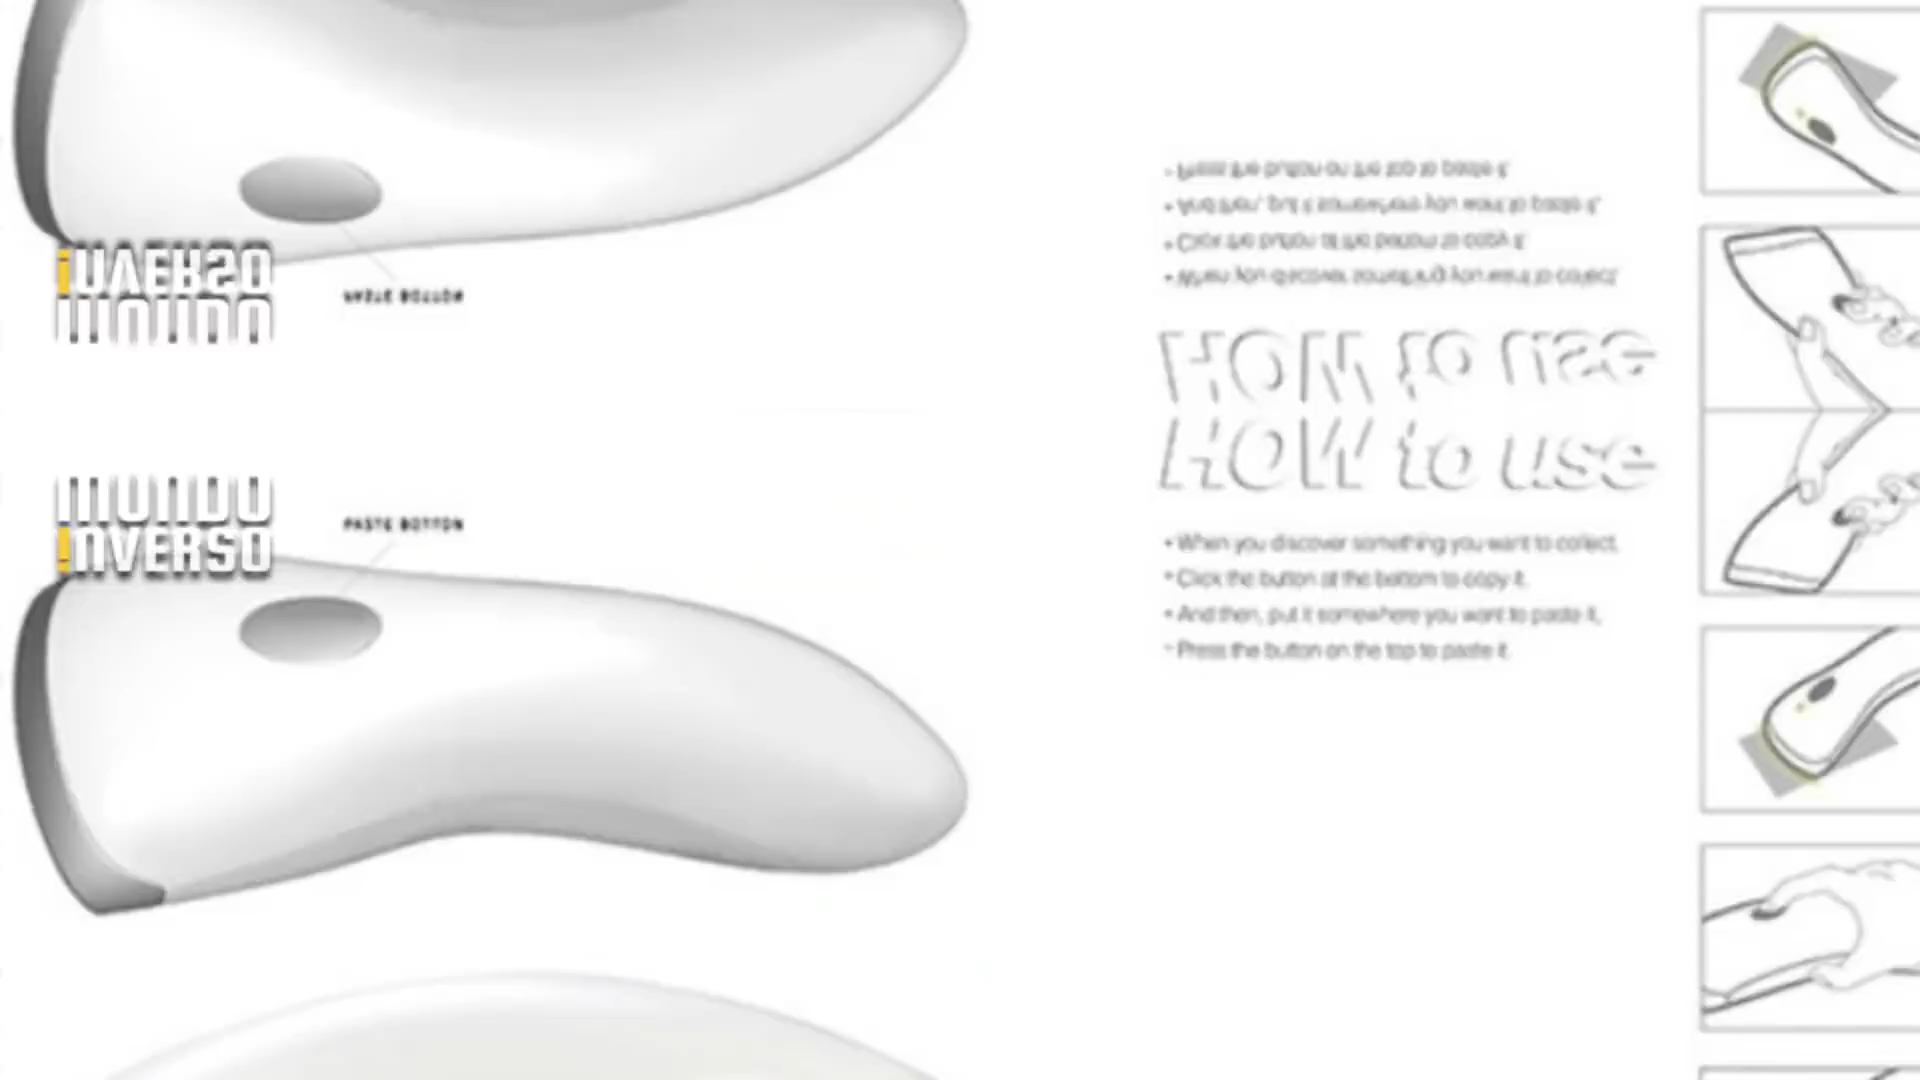 MUNDO
INVERSO
PASTE BOTTON
HOW to use
• When you discover something you want to collect,
• Click the button at the bottom to copy it.
• And then, put it somewhere you want to paste it,
• Press the button on the top to paste it.